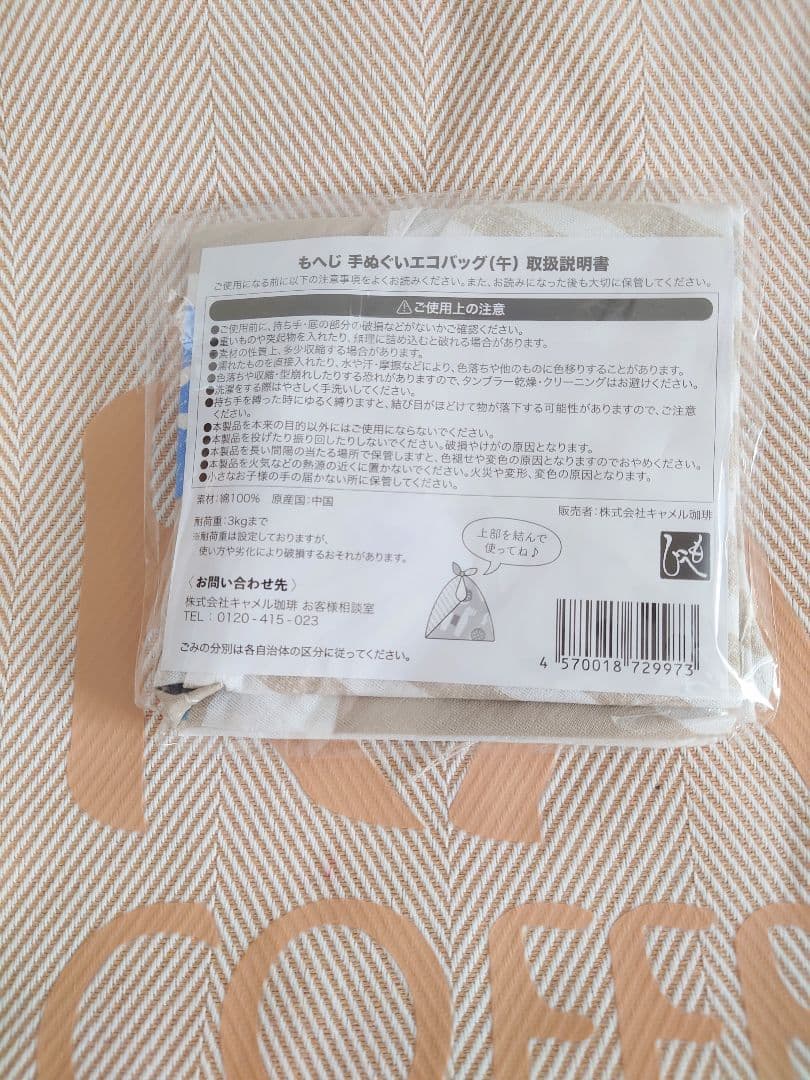 もへじ 手ぬぐいエコバッグ(午) 取扱説明書
ご使用になる前に以下の注意事項をよくお読みください。また、お読みになった後も大切に保管してください。
⚠ご使用上の注意
●ご使用前に、持ち手・底の部分の破損などがないかご確認ください。
●重いものや突起物を入れたり、無理に詰め込むと破れる場合があります。
●素材の性質上、多少収縮する場合があります。
●濡れたものを直接入れたり、水や汗・摩擦などにより、色落ちや他のものに色移りすることがあります。
●色落ちや収縮・型崩れしたりする恐れがありますので、タンブラー乾燥・クリーニングはお避けください。
●洗濯をする際はやさしく手洗いしてください。
●持ち手を縛った時にゆるく縛りますと、結び目がほどけて物が落下する可能性がありますので、ご注意
ください。
●本製品を本来の目的以外にはご使用にならないでください。
●本製品を投げたり振り回したりしないでください。破損やけがの原因となります。
●本製品を長い間陽の当たる場所で保管しますと、色褪せや変色の原因となりますのでおやめください。
●本製品を火気などの熱源の近くに置かないでください。火災や変形、変色の原因となります。
●小さなお子様の手の届かない所に保管してください。
素材:綿100% 原産国:中国
販売者:株式会社キャメル珈琲
耐荷重:3kgまで
※耐荷重は設定しておりますが、
使い方や劣化により破損するおそれがあります。
上部を結んで
使ってね♪
もへじ
〈お問い合わせ先〉
株式会社キャメル珈琲 お客様相談室
TEL:0120-415-023
ごみの分別は各自治体の区分に従ってください。
4 570018 729973
COFF